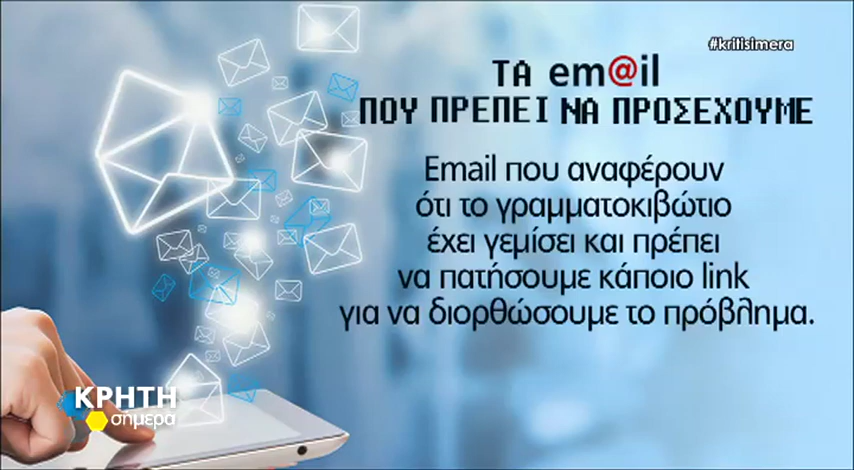 #kritisimera
ΤΑ em@il
ΠΟΥ ΠΡΕΠΕΙ ΝΑ ΠΡΟΣΕΧΟΥΜΕ
Email που αναφέρουν
ότι το γραμματοκιβώτιο
έχει γεμίσει και πρέπει
να πατήσουμε κάποιο link
για να διορθώσουμε το πρόβλημα.
ΚΡΗΤΗ
σήμερα